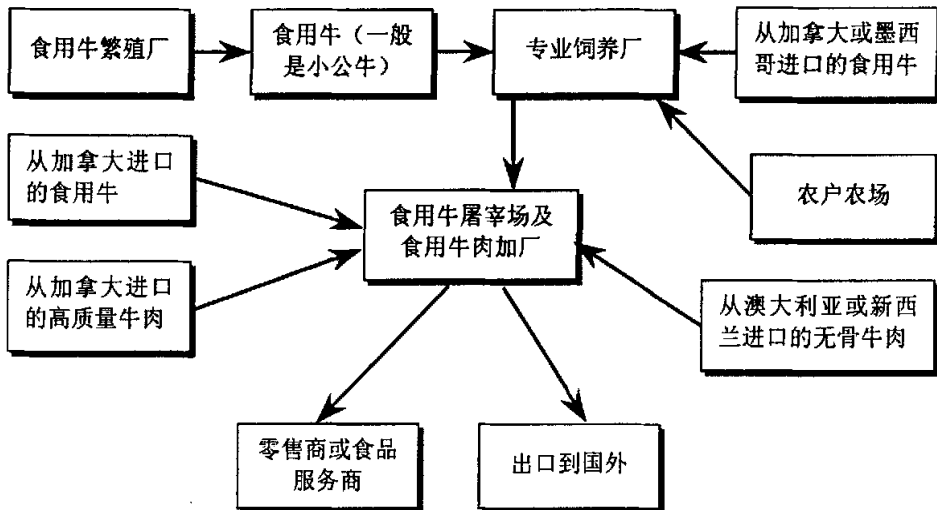 食用牛繁殖厂
食用牛（一般
是小公牛）
专业饲养厂
从加拿大或墨西
哥进口的食用牛
从加拿大进口
的食用牛
农户农场
食用牛屠宰场及
食用牛肉加厂
从加拿大进口
的高质量牛肉
从澳大利亚或新西
兰进口的无骨牛肉
零售商或食品
服务商
出口到国外